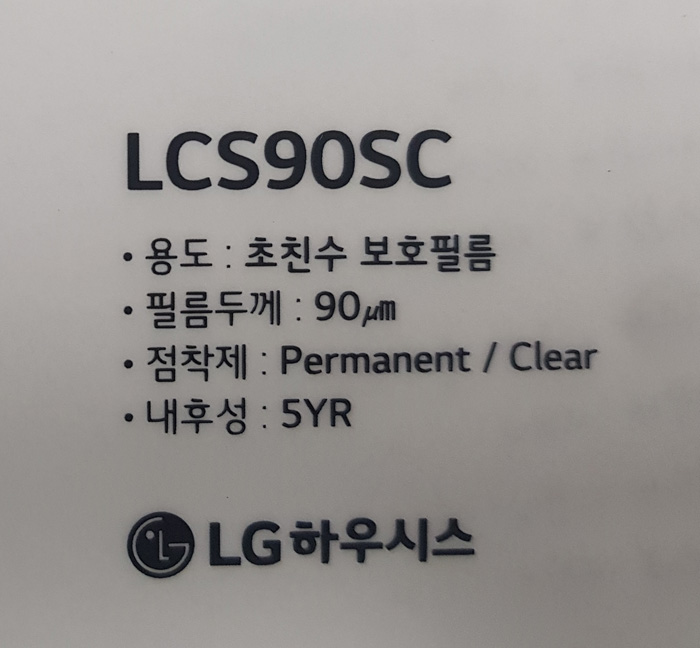 LCS90SC
• 용도 : 초친수 보호필름
• 필름두께 : 90㎛
• 점착제 : Permanent / Clear
• 내후성 : 5YR
LG하우시스